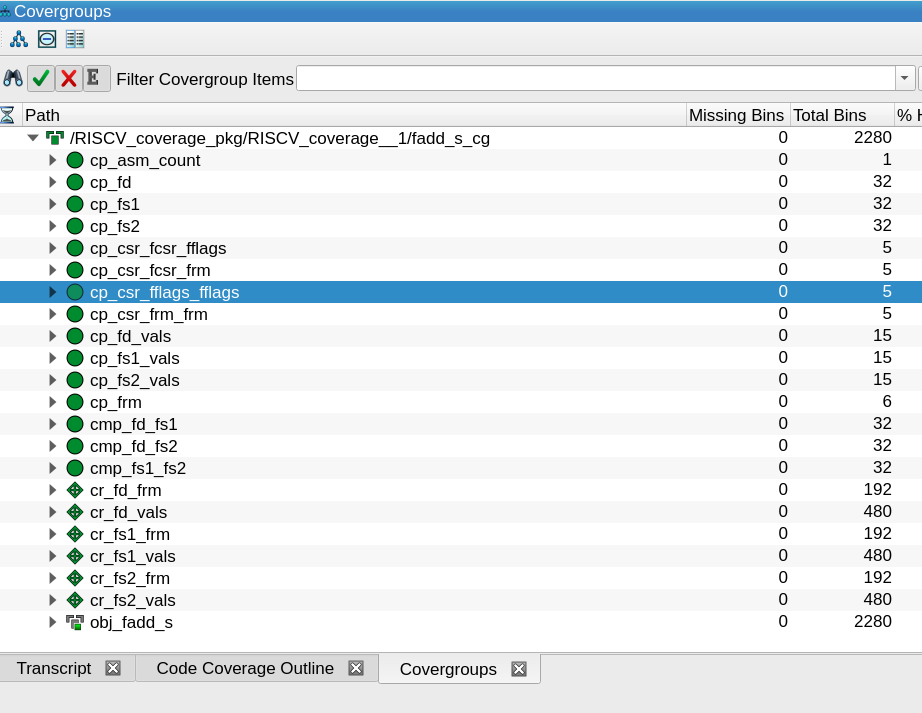 Covergroups
E Filter Covergroup Items
Path Missing Bins Total Bins % H
/RISCV_coverage_pkg/RISCV_coverage__1/fadd_s_cg 0 2280
cp_asm_count 0 1
cp_fd 0 32
cp_fs1 0 32
cp_fs2 0 32
cp_csr_fcsr_fflags 0 5
cp_csr_fcsr_frm 0 5
cp_csr_fflags_fflags 0 5
cp_csr_frm_frm 0 5
cp_fd_vals 0 15
cp_fs1_vals 0 15
cp_fs2_vals 0 15
cp_frm 0 6
cmp_fd_fs1 0 32
cmp_fd_fs2 0 32
cmp_fs1_fs2 0 32
cr_fd_frm 0 192
cr_fd_vals 0 480
cr_fs1_frm 0 192
cr_fs1_vals 0 480
cr_fs2_frm 0 192
cr_fs2_vals 0 480
obj_fadd_s 0 2280
Transcript Code Coverage Outline Covergroups